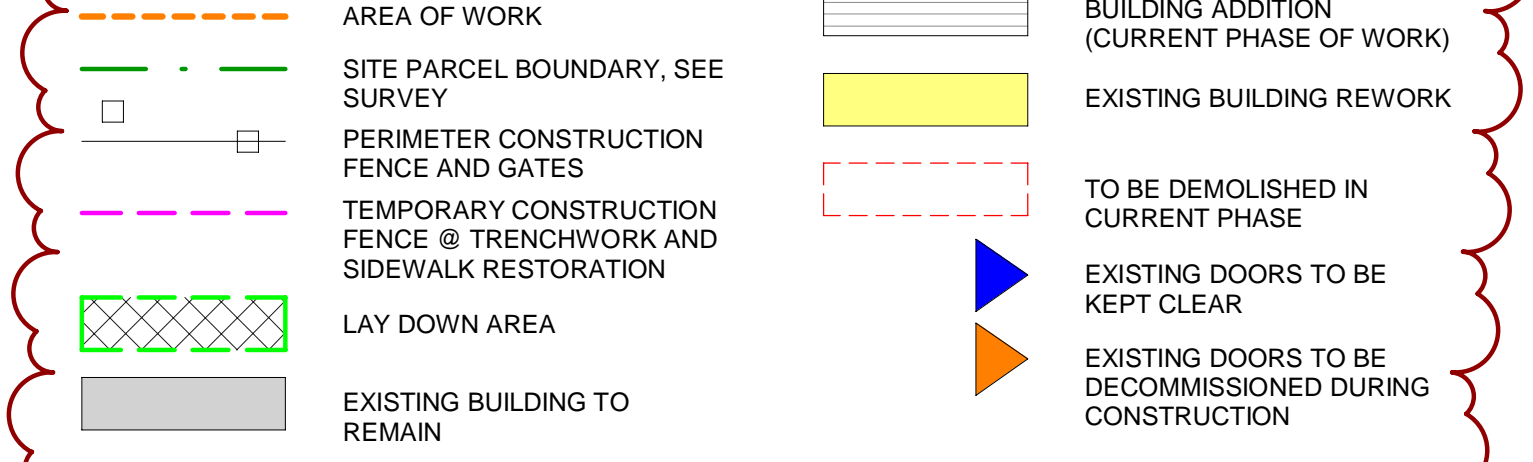 AREA OF WORK
SITE PARCEL BOUNDARY, SEE
SURVEY
PERIMETER CONSTRUCTION
FENCE AND GATES
TEMPORARY CONSTRUCTION
FENCE @ TRENCHWORK AND
SIDEWALK RESTORATION
LAY DOWN AREA
EXISTING BUILDING TO
REMAIN
BUILDING ADDITION
(CURRENT PHASE OF WORK)
EXISTING BUILDING REWORK
TO BE DEMOLISHED IN
CURRENT PHASE
EXISTING DOORS TO BE
KEPT CLEAR
EXISTING DOORS TO BE
DECOMMISSIONED DURING
CONSTRUCTION